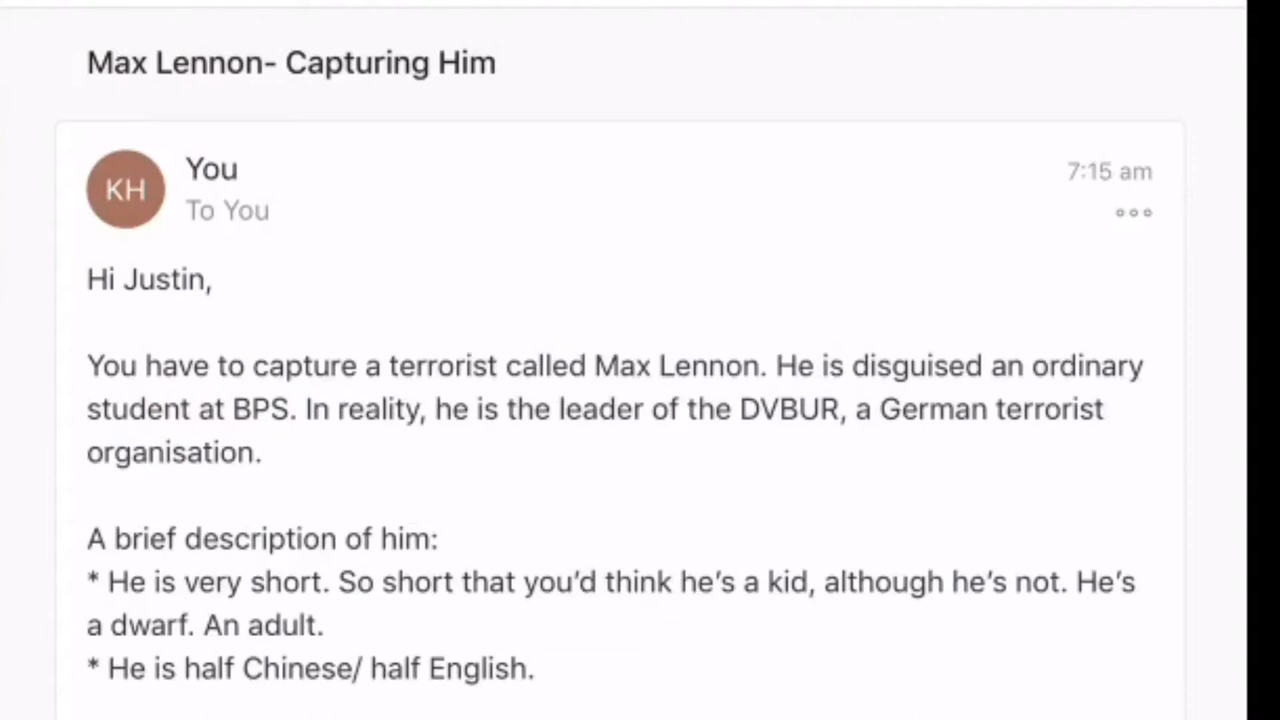 Max Lennon- Capturing Him
KH
You
7:15 am
To You
Hi Justin,
You have to capture a terrorist called Max Lennon. He is disguised an ordinary
student at BPS. In reality, he is the leader of the DVBUR, a German terrorist
organisation.
A brief description of him:
* He is very short. So short that you’d think he’s a kid, although he’s not. He’s
a dwarf. An adult.
* He is half Chinese/ half English.